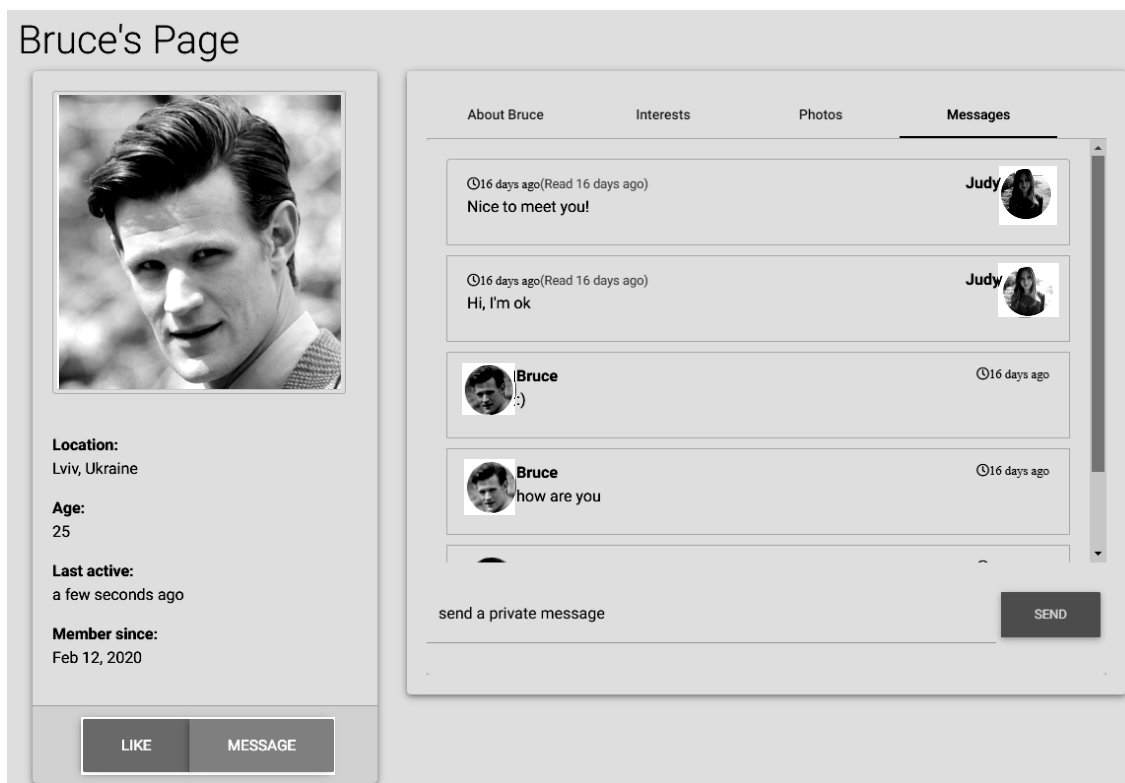 Bruce's Page
Location:
Lviv, Ukraine
Age:
25
Last active:
a few seconds ago
Member since:
Feb 12, 2020
LIKE MESSAGE
About Bruce Interests Photos Messages
16 days ago(Read 16 days ago) Judy
Nice to meet you!
16 days ago(Read 16 days ago) Judy
Hi, I'm ok
Bruce 16 days ago
:)
Bruce 16 days ago
how are you
send a private message SEND